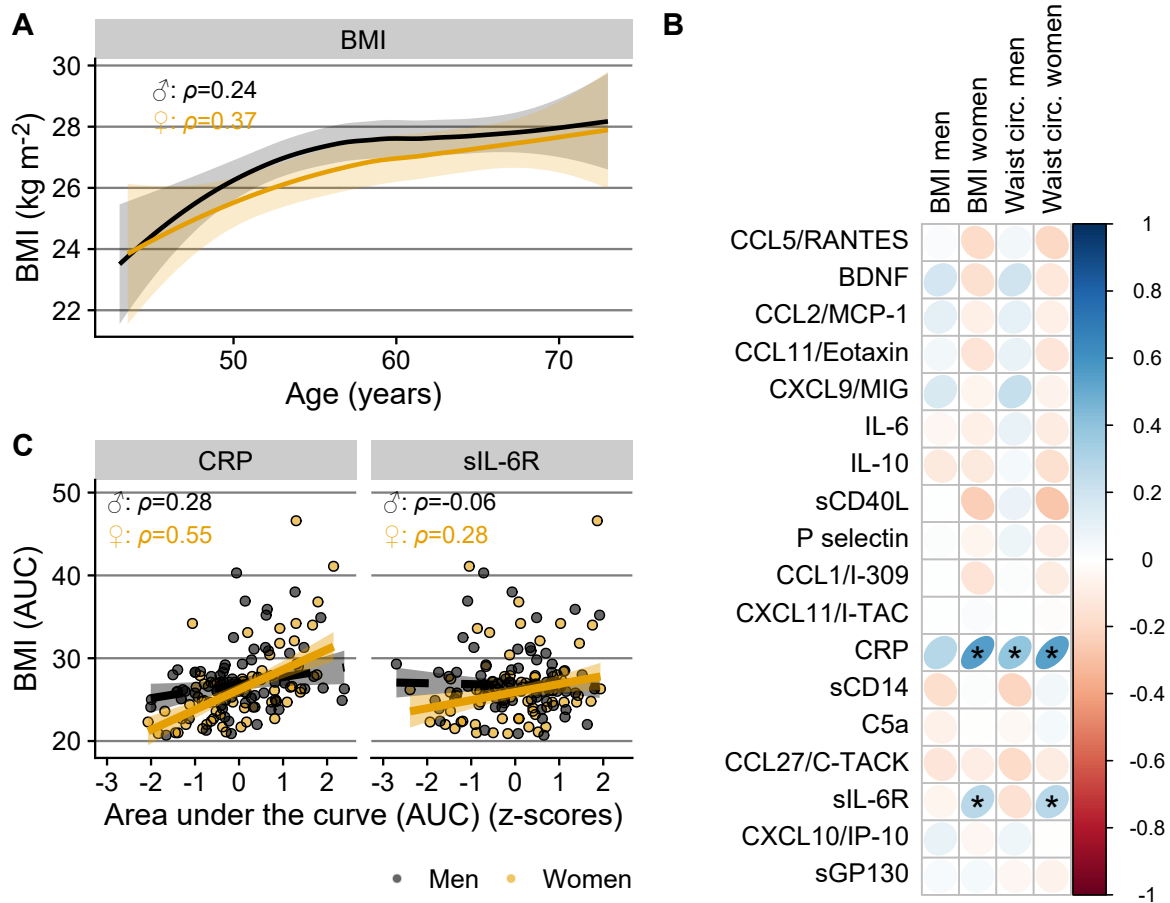 A
BMI
BMI (kg m-2)
30
28
26
24
22
♂: ρ=0.24
♀: ρ=0.37
50 60 70
Age (years)
B
BMI men
BMI women
Waist circ. men
Waist circ. women
CCL5/RANTES
BDNF
CCL2/MCP-1
CCL11/Eotaxin
CXCL9/MIG
IL-6
IL-10
sCD40L
P selectin
CCL1/I-309
CXCL11/I-TAC
CRP * * *
sCD14
C5a
CCL27/C-TACK
sIL-6R * *
CXCL10/IP-10
sGP130
1
0.8
0.6
0.4
0.2
0
-0.2
-0.4
-0.6
-0.8
-1
C
CRP
sIL-6R
BMI (AUC)
50
40
30
20
♂: ρ=0.28
♀: ρ=0.55
♂: ρ=-0.06
♀: ρ=0.28
-3 -2 -1 0 1 2 -3 -2 -1 0 1 2
Area under the curve (AUC) (z-scores)
Men Women